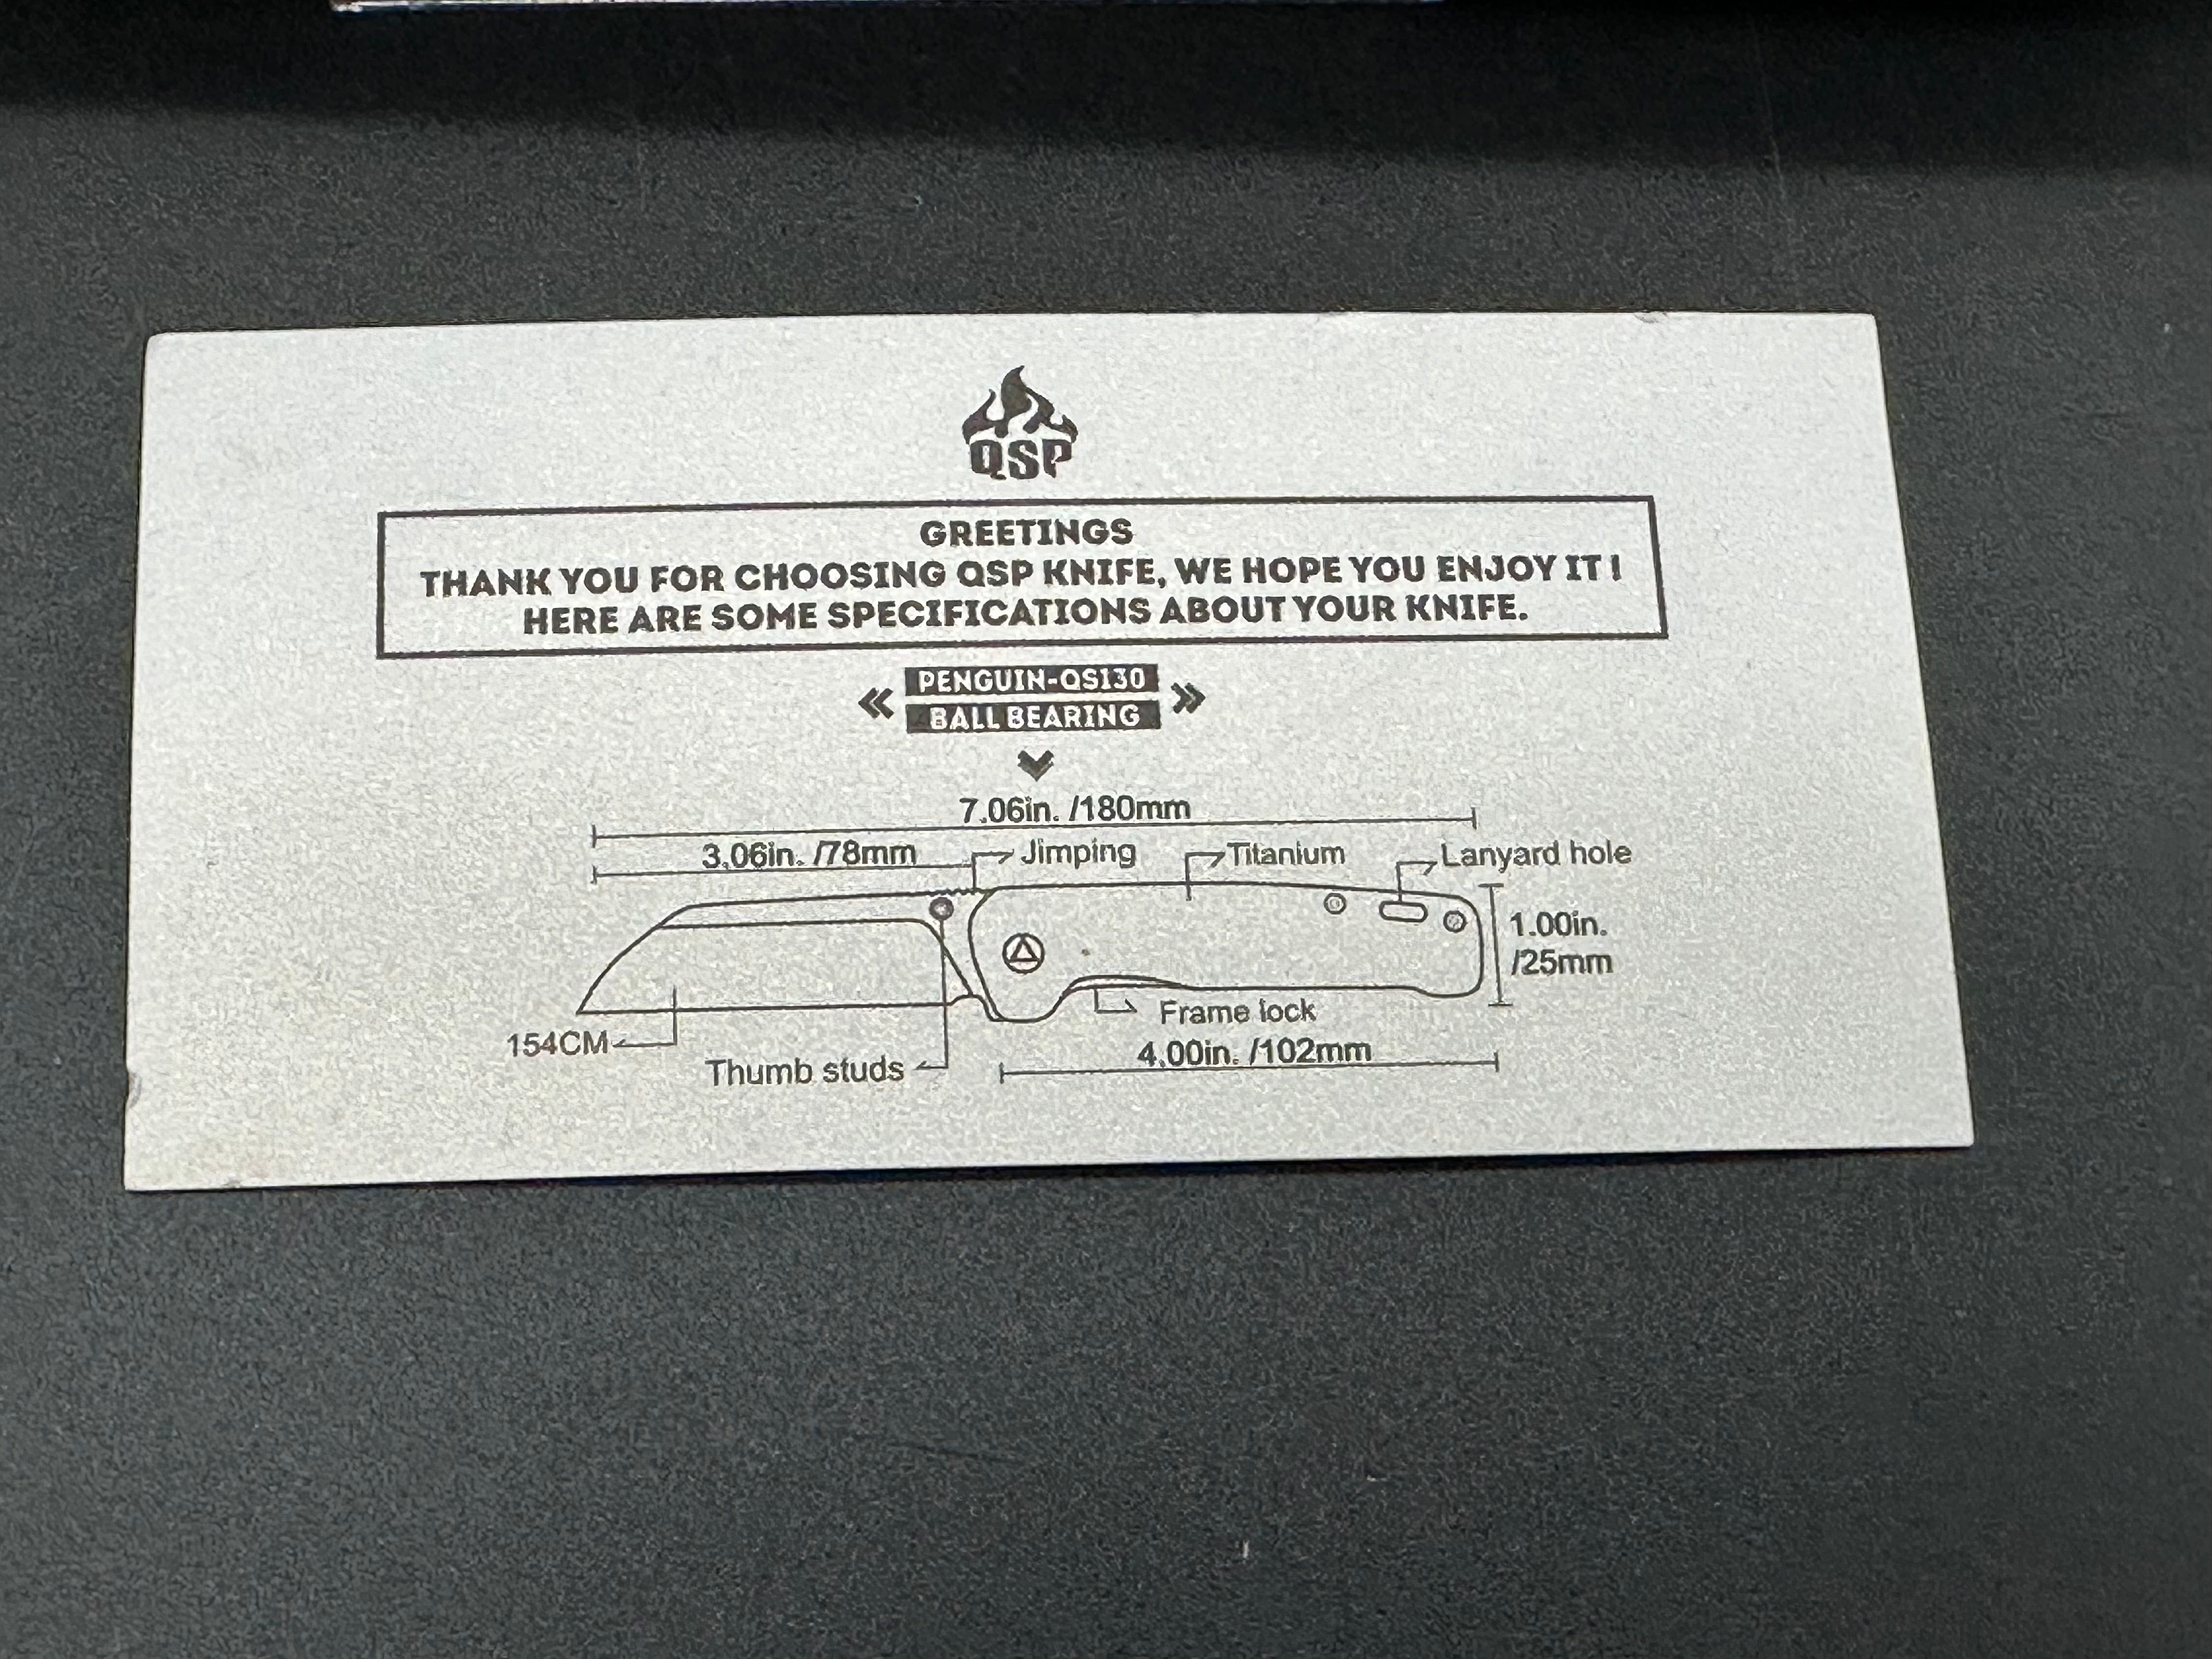 QSP
GREETINGS
THANK YOU FOR CHOOSING QSP KNIFE, WE HOPE YOU ENJOY IT !
HERE ARE SOME SPECIFICATIONS ABOUT YOUR KNIFE.
PENGUIN-QS130
BALL BEARING
7.06in. /180mm
3.06in. /78mm
Jimping
Titanium
Lanyard hole
1.00in.
/25mm
Frame lock
154CM
4.00in. /102mm
Thumb studs